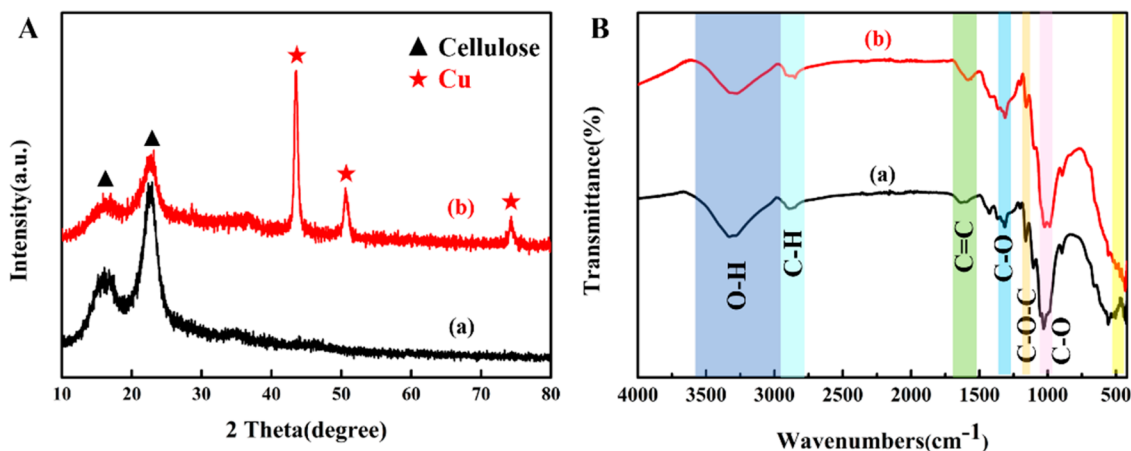 A
▲ Cellulose
★ Cu
(b)
(a)
Intensity(a.u.)
10 20 30 40 50 60 70 80
2 Theta(degree)
B
(b)
(a)
O-H
C-H
C=C
C-O
C-O-C
C-O
Transmittance(%)
4000 3500 3000 2500 2000 1500 1000 500
Wavenumbers(cm⁻¹)